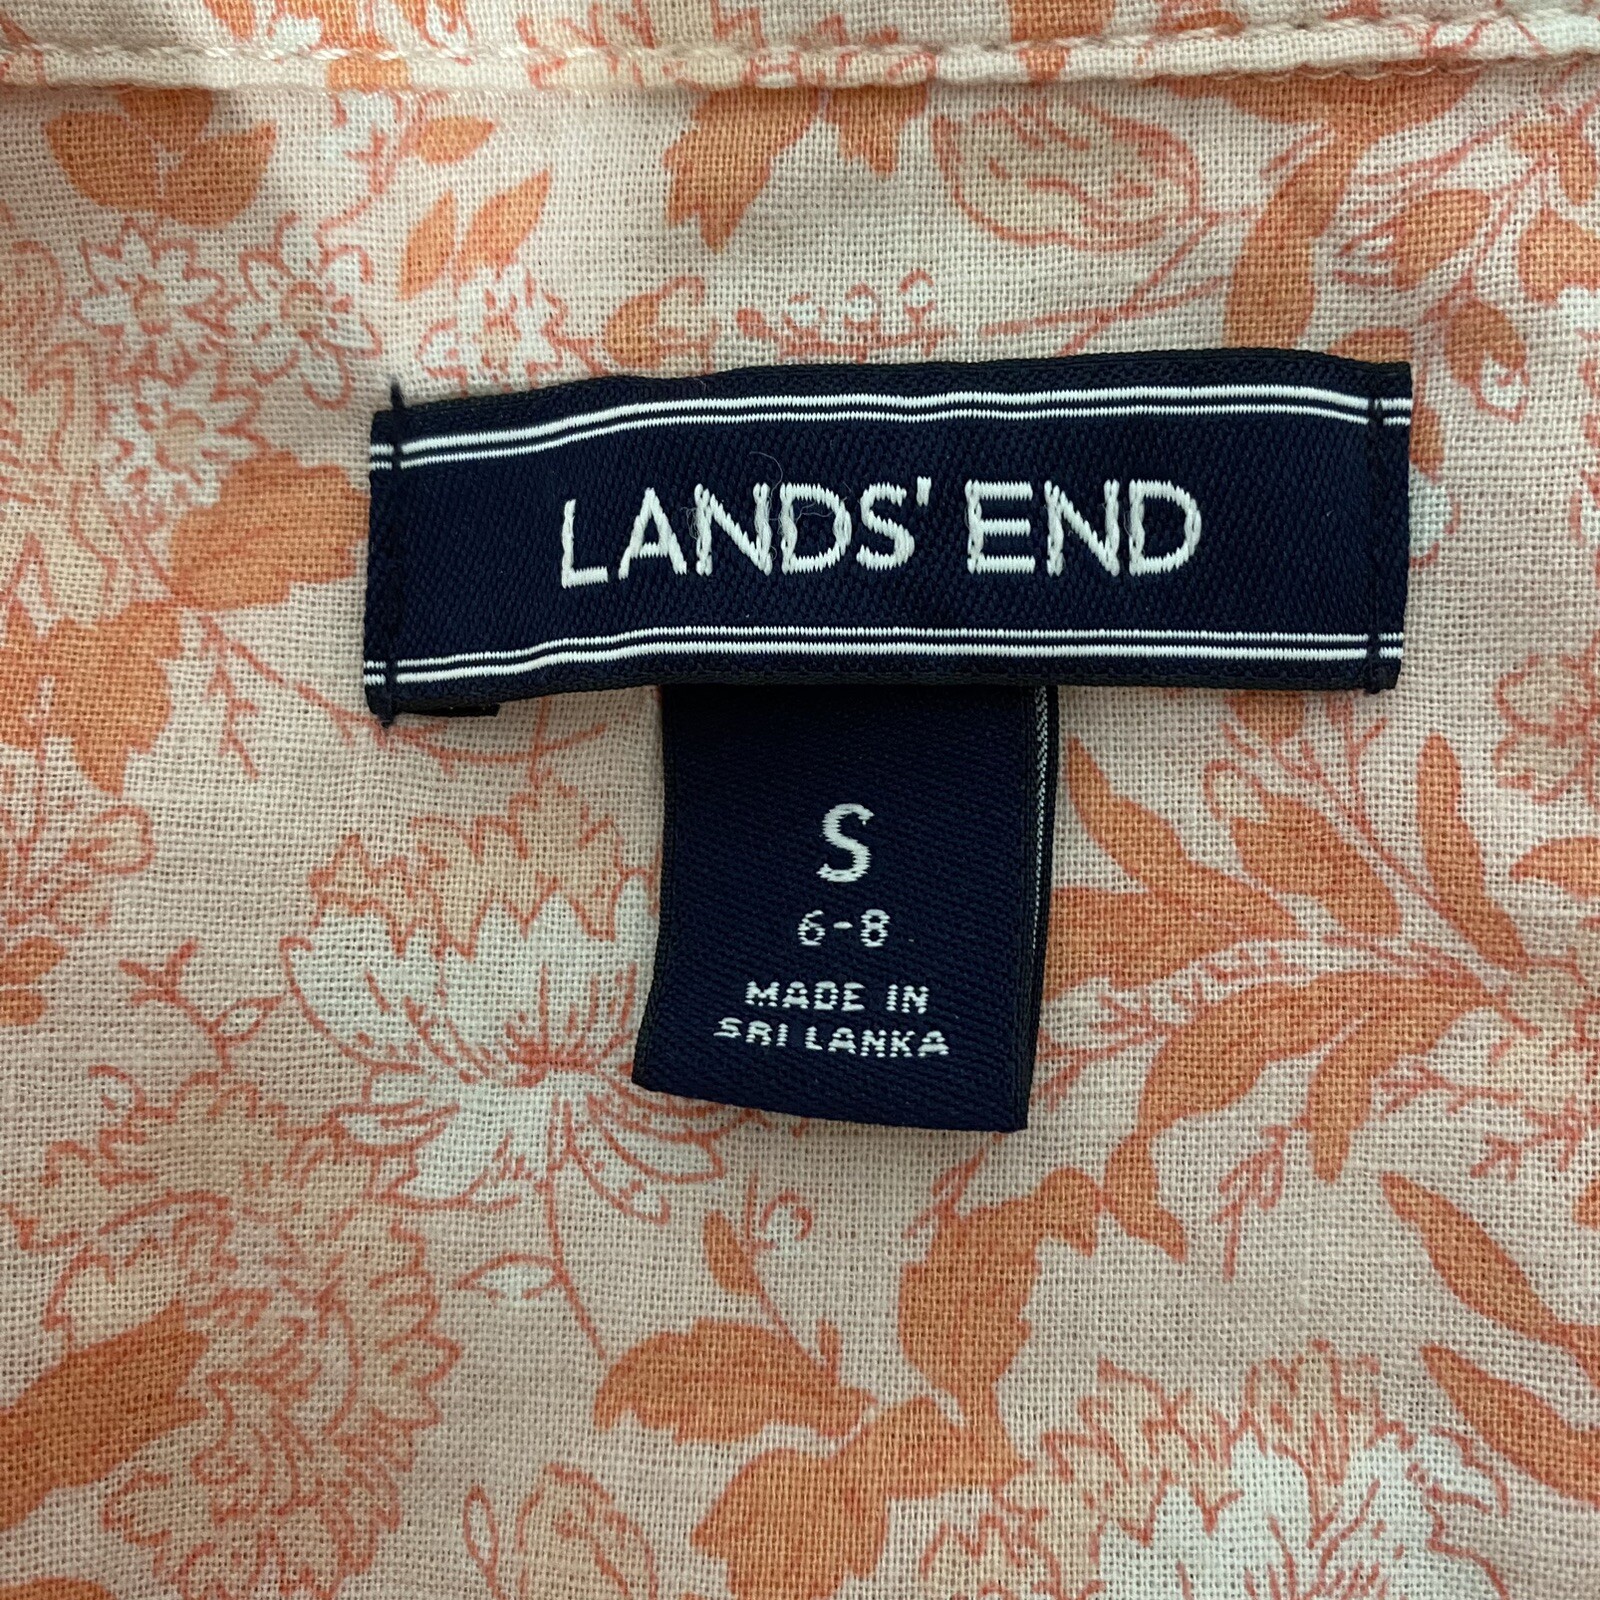 LANDS' END
S
6-8
MADE IN
SRI LANKA